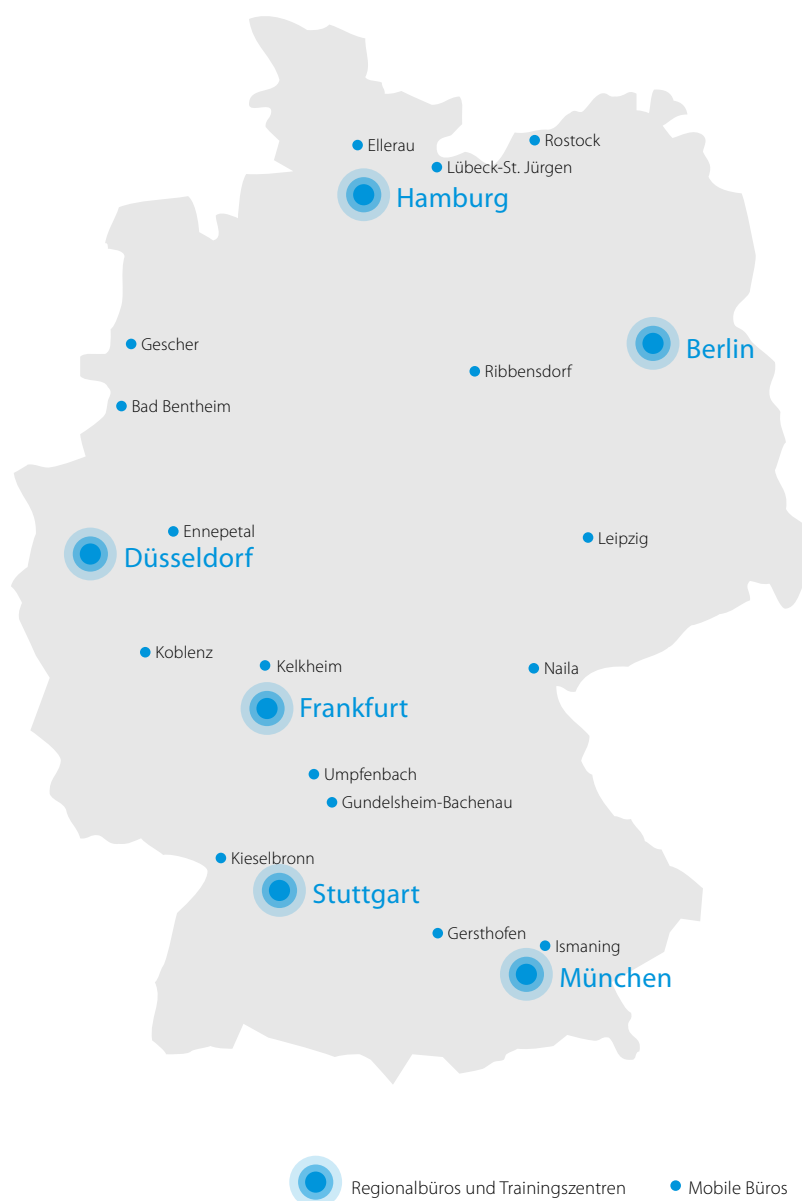 Ellerau
Rostock
Lübeck-St. Jürgen
Hamburg
Gescher
Berlin
Ribbensdorf
Bad Bentheim
Ennepetal
Leipzig
Düsseldorf
Koblenz
Kelkheim
Naila
Frankfurt
Umpfenbach
Gundelsheim-Bachenau
Kieselbronn
Stuttgart
Gersthofen
Ismaning
München
Regionalbüros und Trainingszentren
Mobile Büros